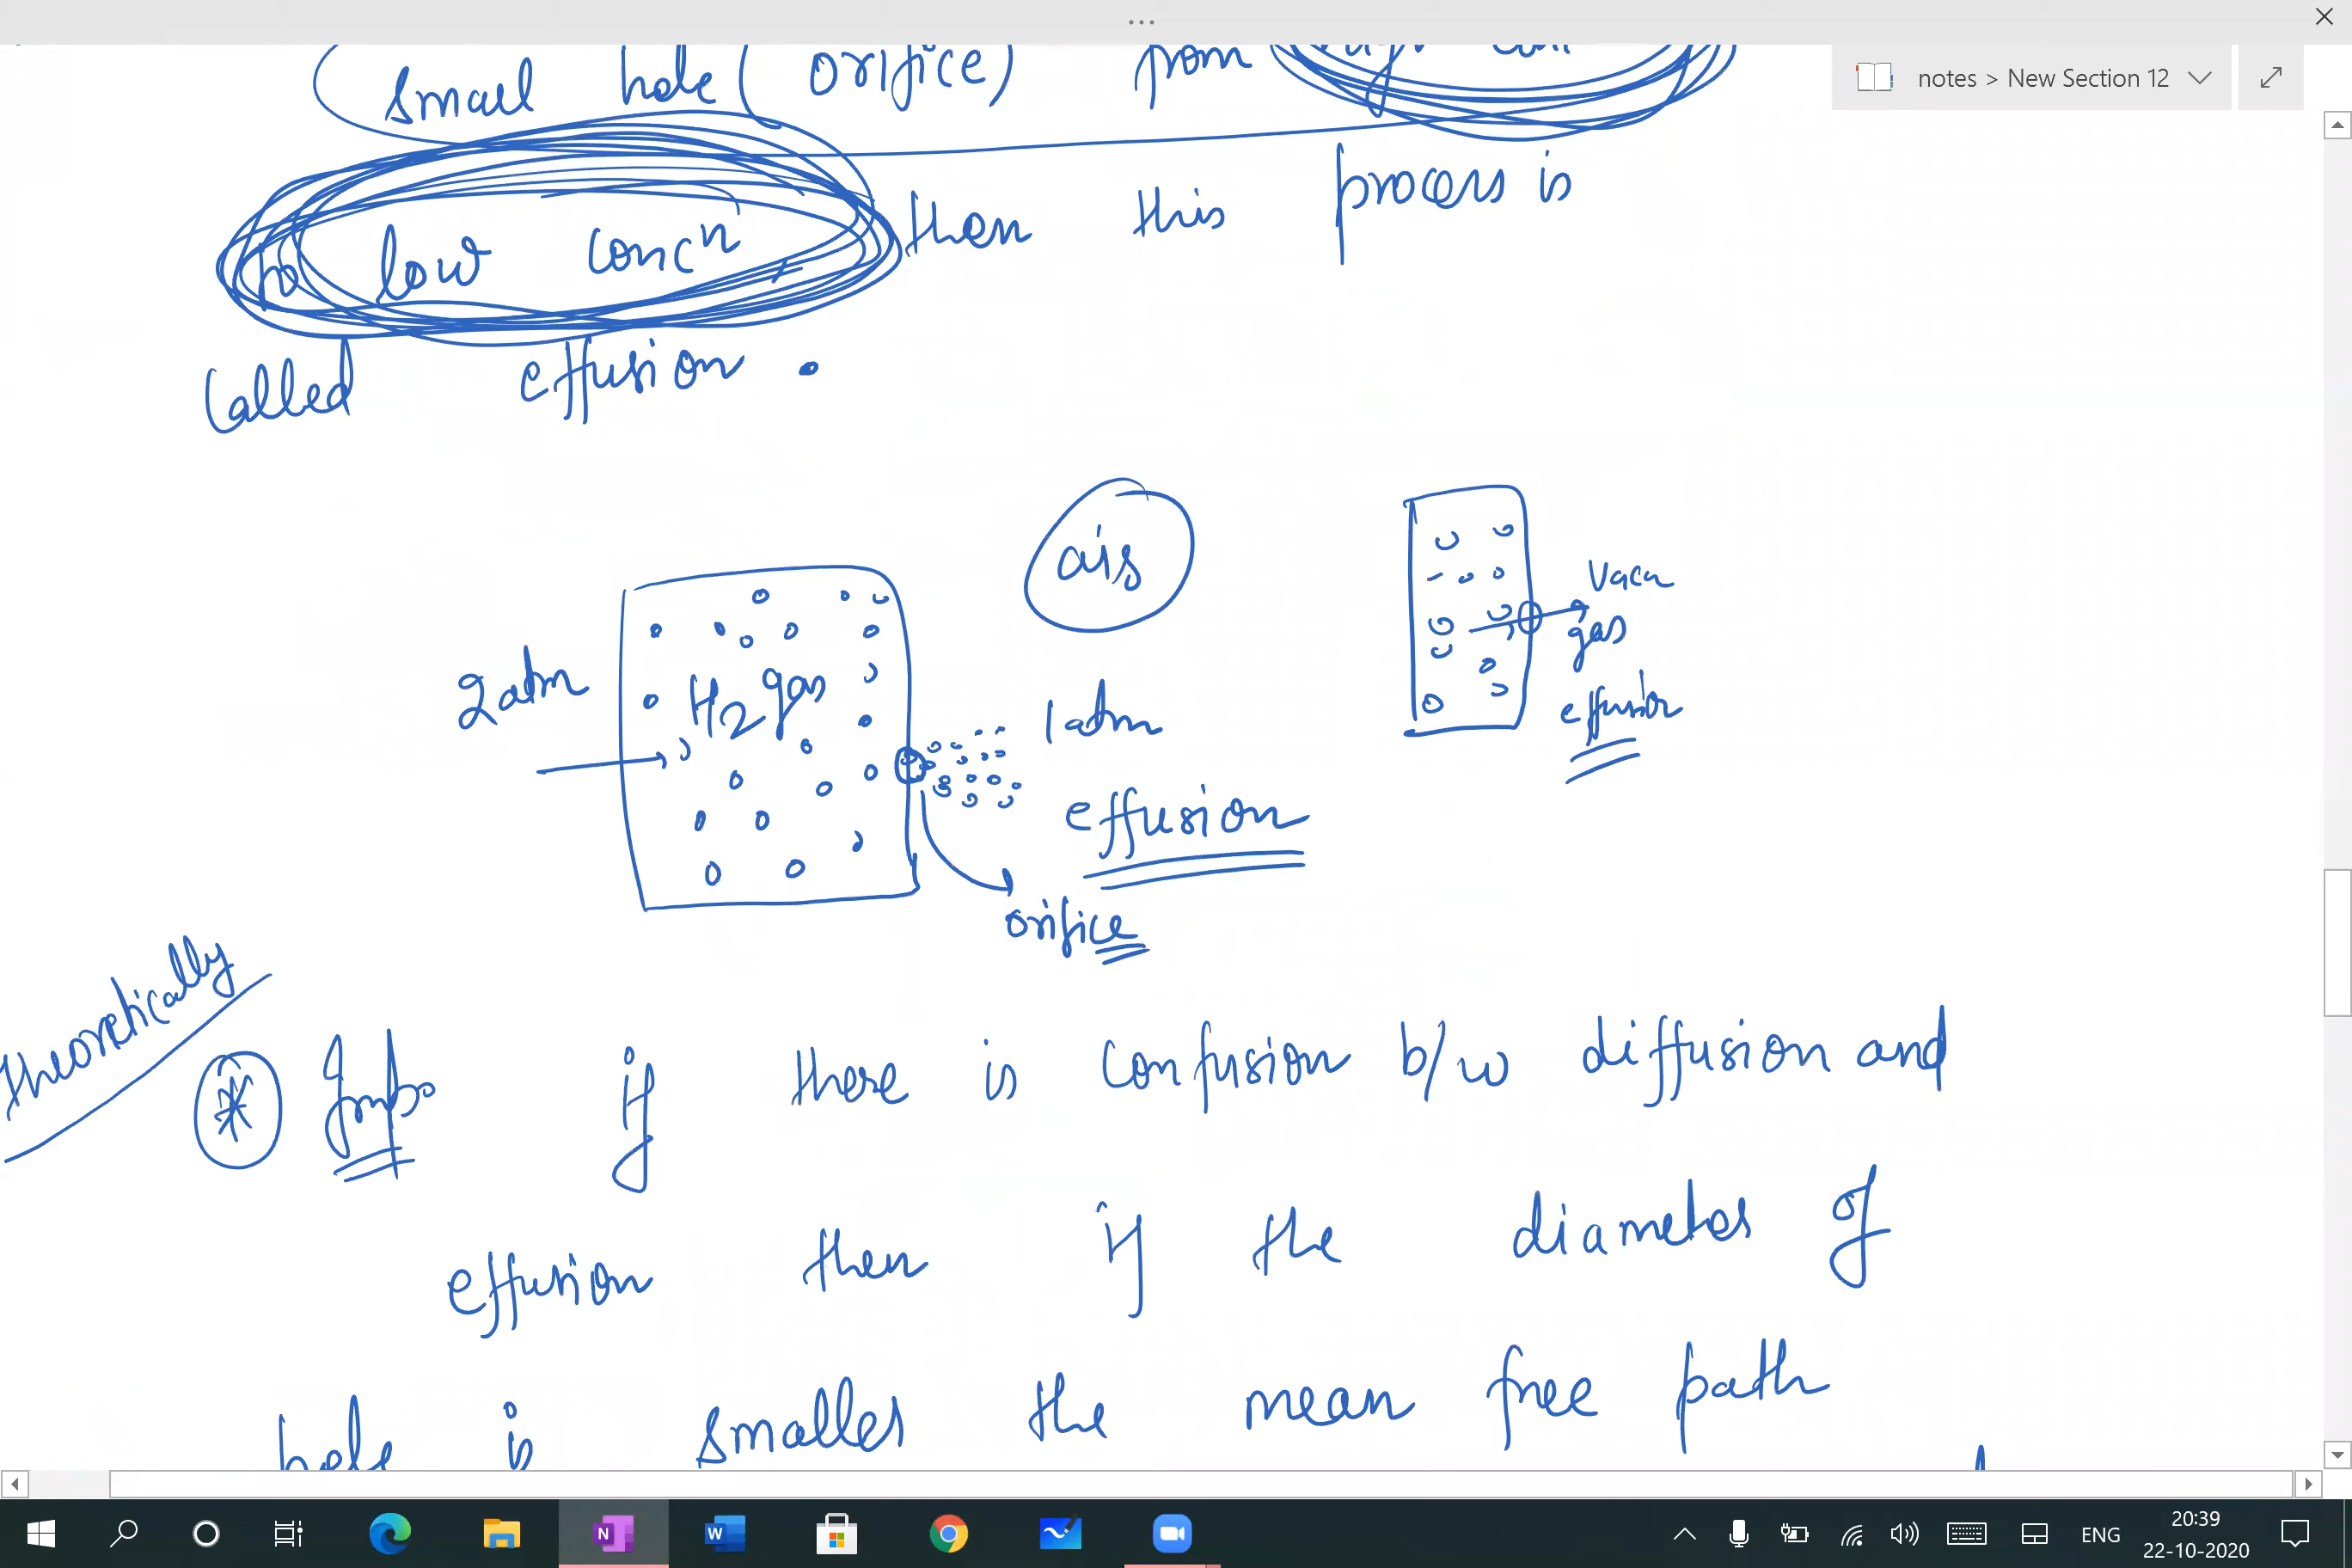 ...
notes > New Section 12
small hole (orifice) from
to low concⁿ then this process is
called effusion .
air
2atm
H2 gas
1atm
effusion
orifice
Vacu
gas
effusion
theoretically
* Imp. if there is confusion b/w diffusion and
effusion then if the diameter of
hole is smaller the mean free path
N
W
ENG
20:39
22-10-2020